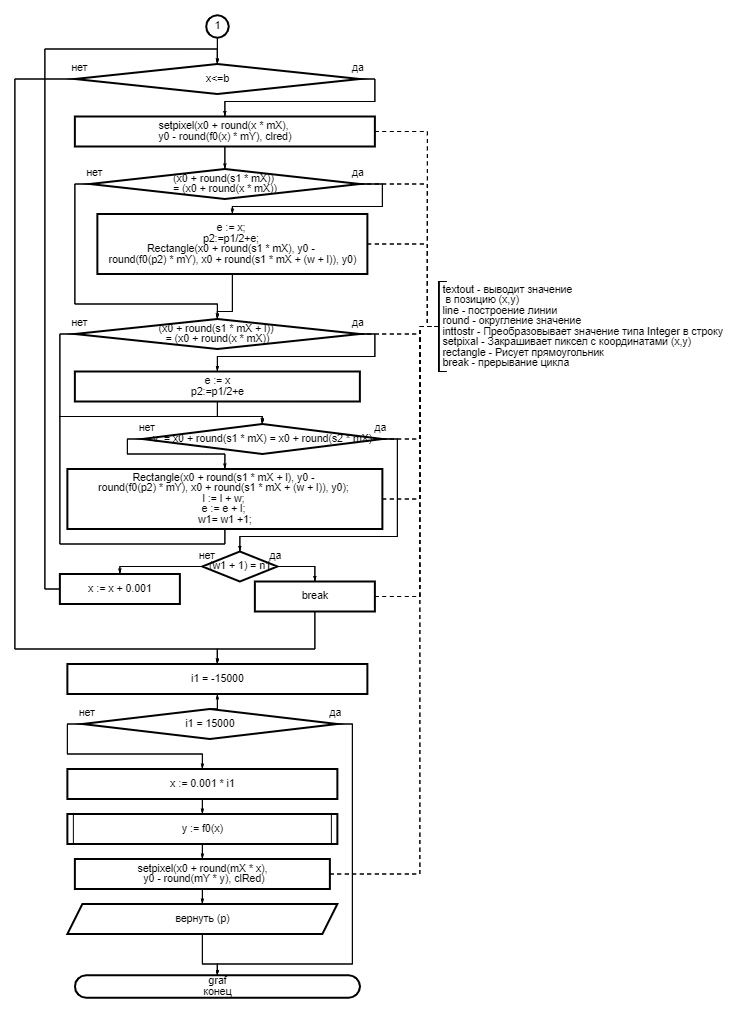 1
нет
да
x<=b
setpixel(x0 + round(x * mX),
y0 - round(f0(x) * mY), clred)
нет
да
(x0 + round(s1 * mX))
= (x0 + round(x * mX))
e := x;
p2:=p1/2+e;
Rectangle(x0 + round(s1 * mX), y0 -
round(f0(p2) * mY), x0 + round(s1 * mX + (w + l)), y0)
textout - выводит значение
в позицию (x,y)
line - построение линии
round - округление значение
inttostr - Преобразовывает значение типа Integer в строку
setpixal - Закрашивает пиксел с координатами (x,y)
rectangle - Рисует прямоугольник
break - прерывание цикла
нет
да
(x0 + round(s1 * mX + l))
= (x0 + round(x * mX))
e := x
p2:=p1/2+e
нет
да
= x0 + round(s1 * mX) = x0 + round(s2 * mX)
Rectangle(x0 + round(s1 * mX + l), y0 -
round(f0(p2) * mY), x0 + round(s1 * mX + (w + l)), y0);
l := l + w;
e := e + l;
w1= w1 +1;
нет
да
(w1 + 1) = n1
x := x + 0.001
break
i1 = -15000
нет
да
i1 = 15000
x := 0.001 * i1
y := f0(x)
setpixel(x0 + round(mX * x),
y0 - round(mY * y), clRed)
вернуть (p)
graf
конец